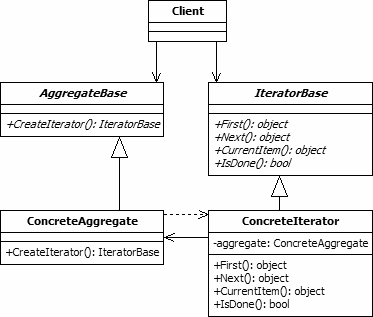 Client
AggregateBase
+CreateIterator(): IteratorBase
IteratorBase
+First(): object
+Next(): object
+CurrentItem(): object
+IsDone(): bool
ConcreteAggregate
+CreateIterator(): IteratorBase
ConcreteIterator
-aggregate: ConcreteAggregate
+First(): object
+Next(): object
+CurrentItem(): object
+IsDone(): bool